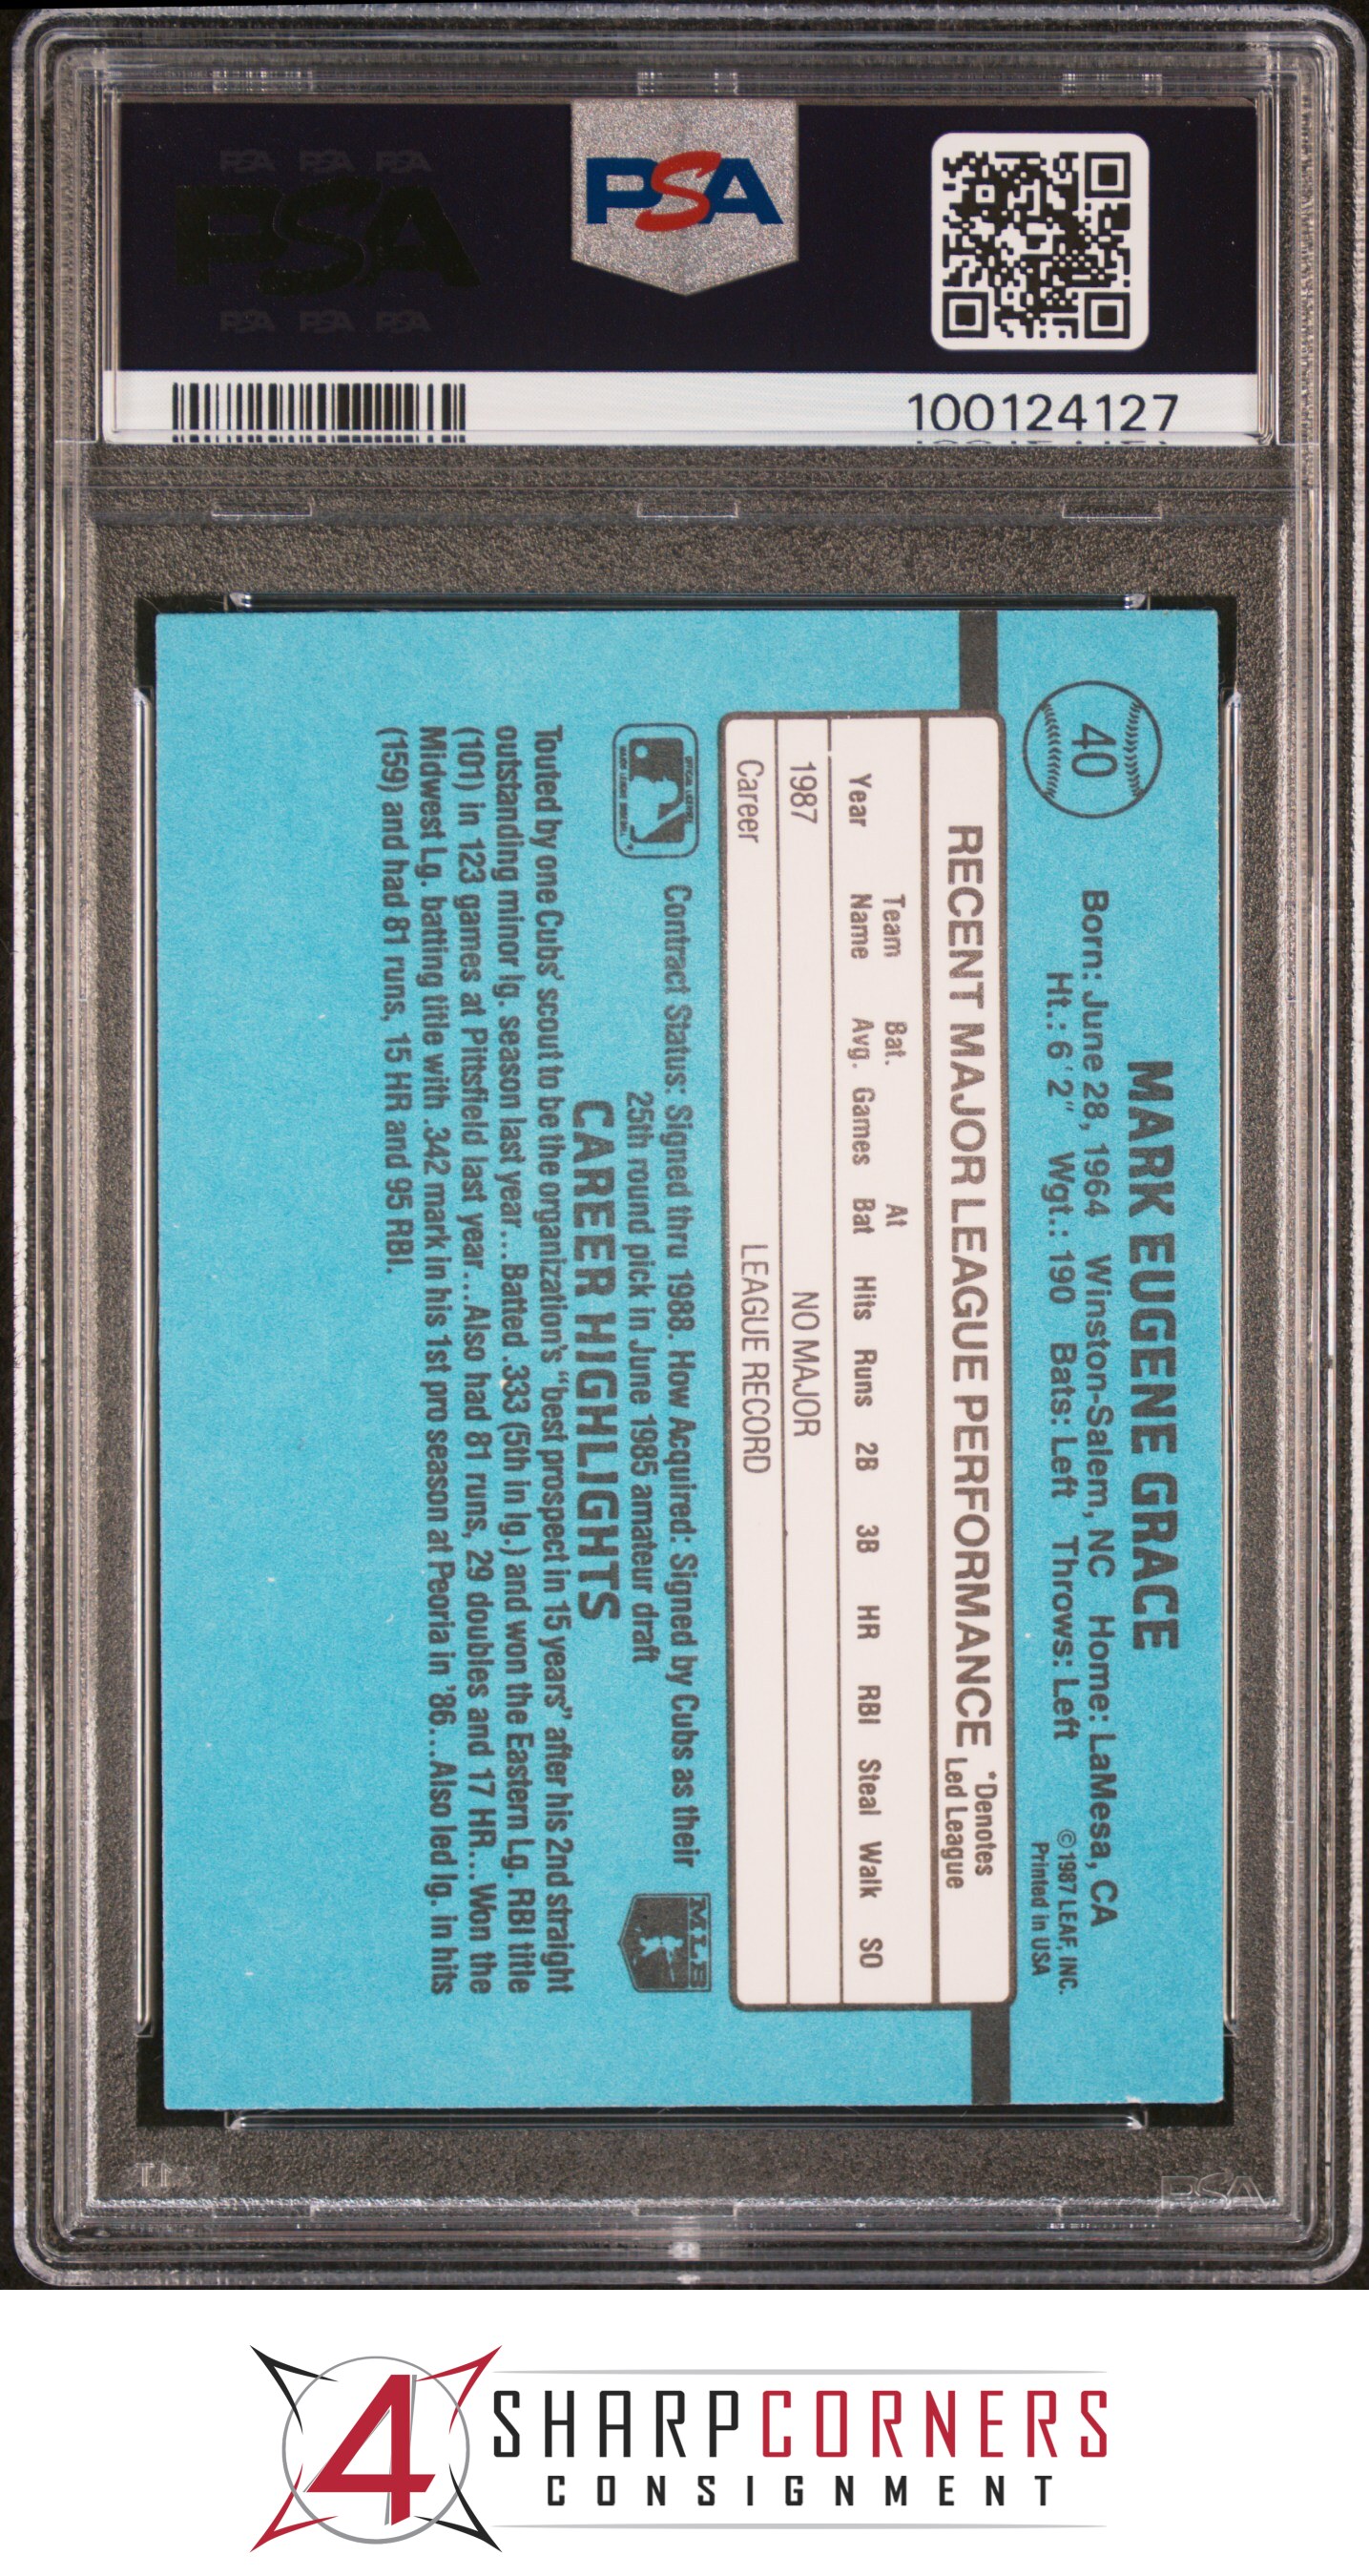 PSA PSA PSA
PSA
PSA PSA PSA
PSA
100124127
40
MARK EUGENE GRACE
Born: June 28, 1964 Winston-Salem, NC Home: LaMesa, CA
Ht.: 6'2" Wgt.: 190 Bats: Left Throws: Left
© 1987 LEAF, INC.
Printed in USA
RECENT MAJOR LEAGUE PERFORMANCE
*Denotes
Led League
Team Bat. At
Year Name Avg. Games Bat Hits Runs 2B 3B HR RBI Steal Walk SO
1987 NO MAJOR
Career LEAGUE RECORD
Contract Status: Signed thru 1988. How Acquired: Signed by Cubs as their
25th round pick in June 1985 amateur draft
MLB
CAREER HIGHLIGHTS
Touted by one Cubs' scout to be the organization's "best prospect in 15 years" after his 2nd straight
outstanding minor lg. season last year...Batted .333 (5th in lg.) and won the Eastern Lg. RBI title
(101) in 123 games at Pittsfield last year...Also had 81 runs, 29 doubles and 17 HR...Won the
Midwest Lg. batting title with .342 mark in his 1st pro season at Peoria in '86...Also led lg. in hits
(159) and had 81 runs, 15 HR and 95 RBI.
PSA
4
SHARPCORNERS
CONSIGNMENT